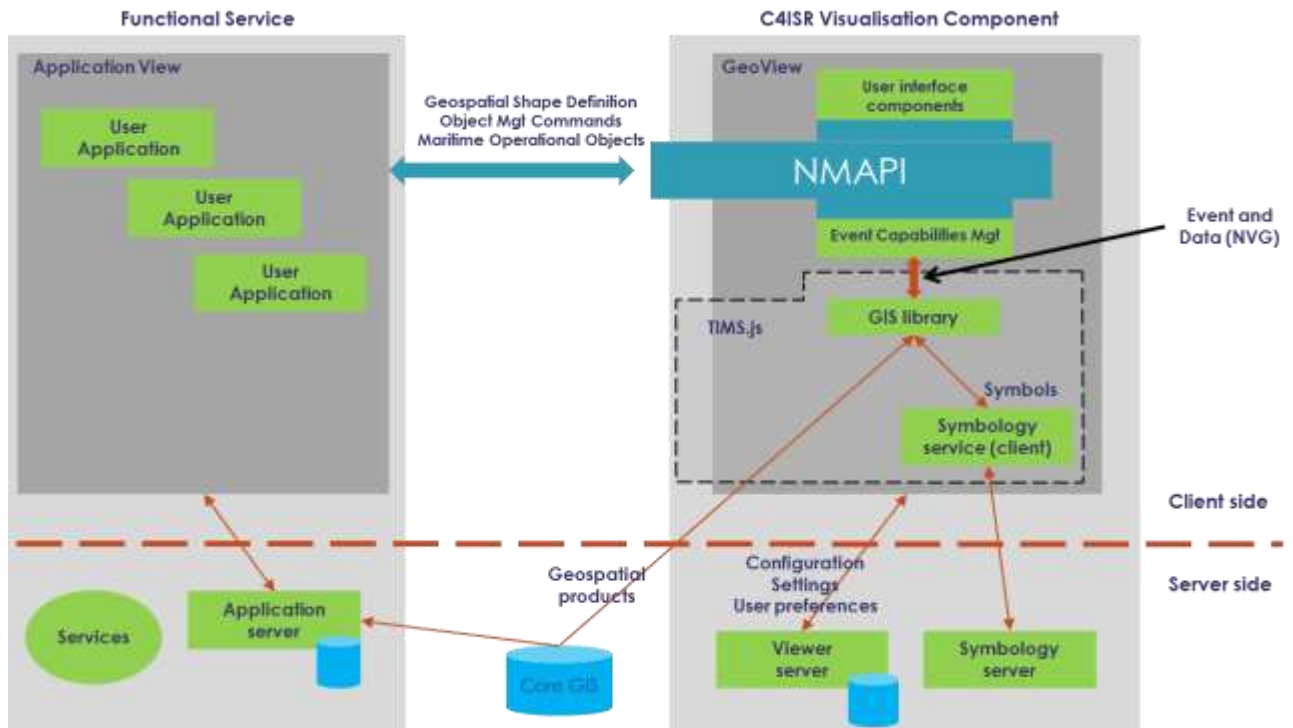 Functional Service
C4ISR Visualisation Component
Application View
User
Application
User
Application
User
Application
Geospatial Shape Definition
Object Mgt Commands
Maritime Operational Objects
GeoView
User interface
components
NMAPI
Event Capabilities Mgt
Event and
Data (NVG)
TIMS.js
GIS library
Symbols
Symbology
service (client)
Client side
Server side
Geospatial
products
Configuration
Settings
User preferences
Services
Application
server
Core GIS
Viewer
server
Symbology
server